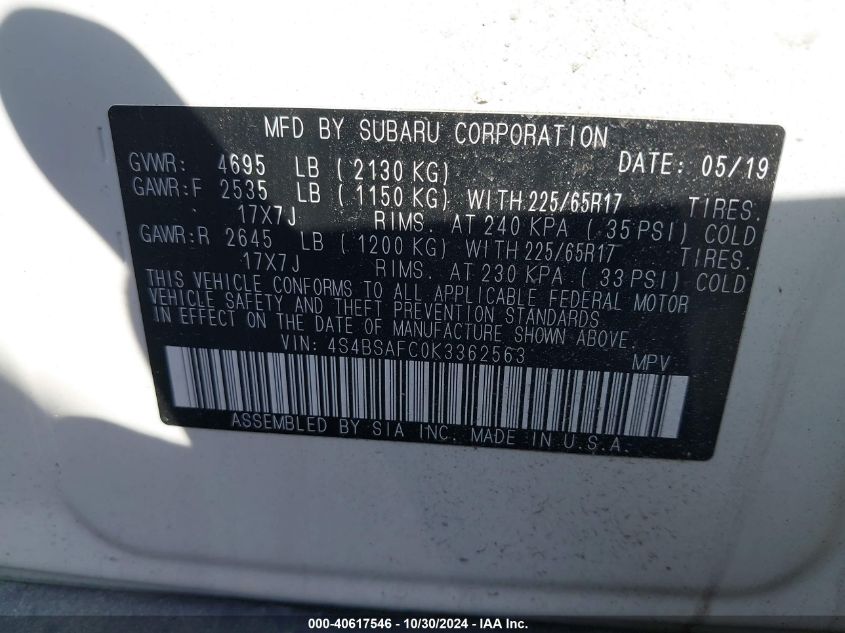 MFD BY SUBARU CORPORATION
GVWR: 4695 LB ( 2130 KG) DATE: 05/19
GAWR:F 2535 LB ( 1150 KG) WITH 225/65R17 TIRES.
17X7J RIMS. AT 240 KPA ( 35 PSI) COLD
GAWR:R 2645 LB ( 1200 KG) WITH 225/65R17 TIRES.
17X7J RIMS. AT 230 KPA ( 33 PSI) COLD
THIS VEHICLE CONFORMS TO ALL APPLICABLE FEDERAL MOTOR
VEHICLE SAFETY AND THEFT PREVENTION STANDARDS
IN EFFECT ON THE DATE OF MANUFACTURE SHOWN ABOVE.
VIN: 4S4BSAFC0K3362563 MPV
ASSEMBLED BY SIA INC. MADE IN U.S.A.
000-40617546 - 10/30/2024 - IAA Inc.